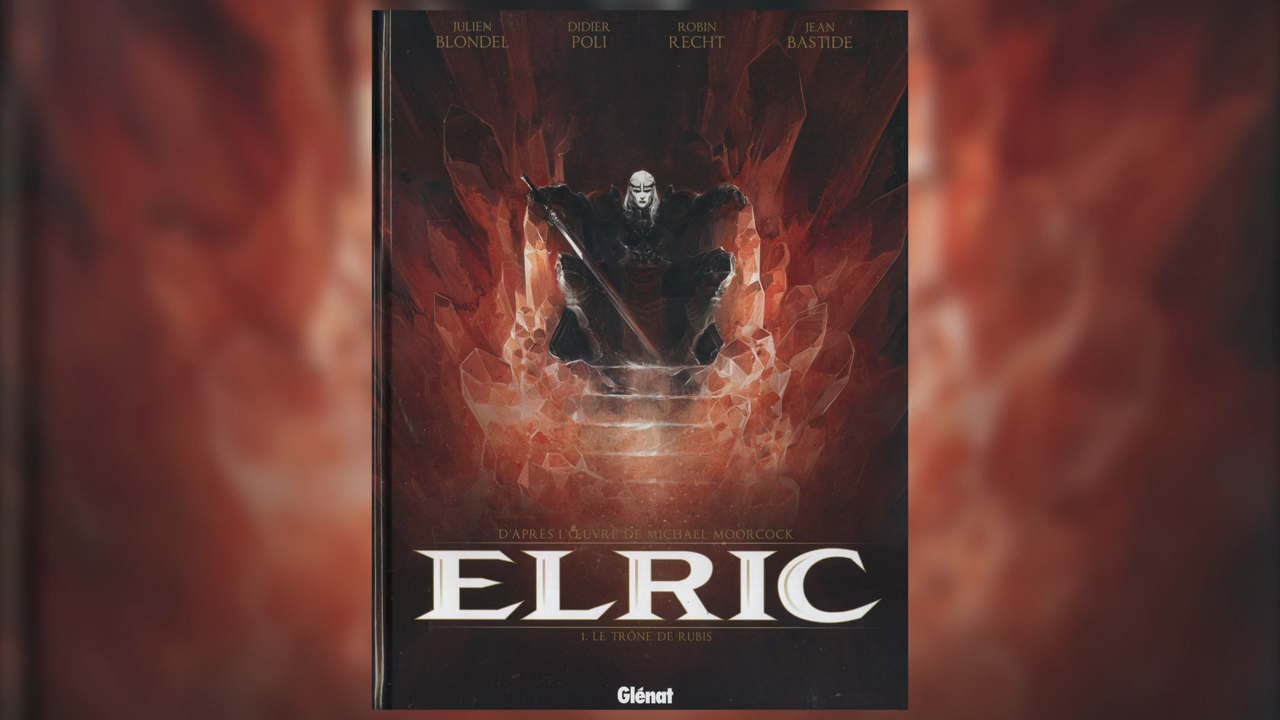 JULIEN
BLONDEL
DIDIER
POLI
ROBIN
RECHT
JEAN
BASTIDE
D'APRÈS L'ŒUVRE DE MICHAEL MOORCOCK
ELRIC
1. LE TRÔNE DE RUBIS
Glénat